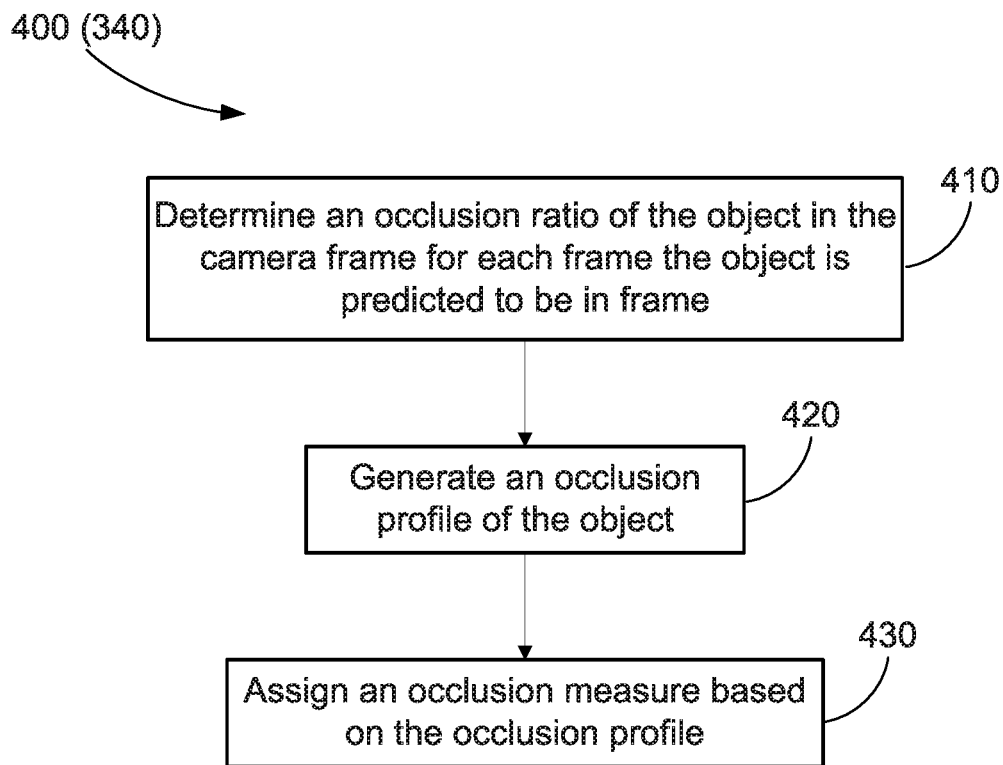 400 (340)
410
Determine an occlusion ratio of the object in the
camera frame for each frame the object is
predicted to be in frame
420
Generate an occlusion
profile of the object
430
Assign an occlusion measure based
on the occlusion profile